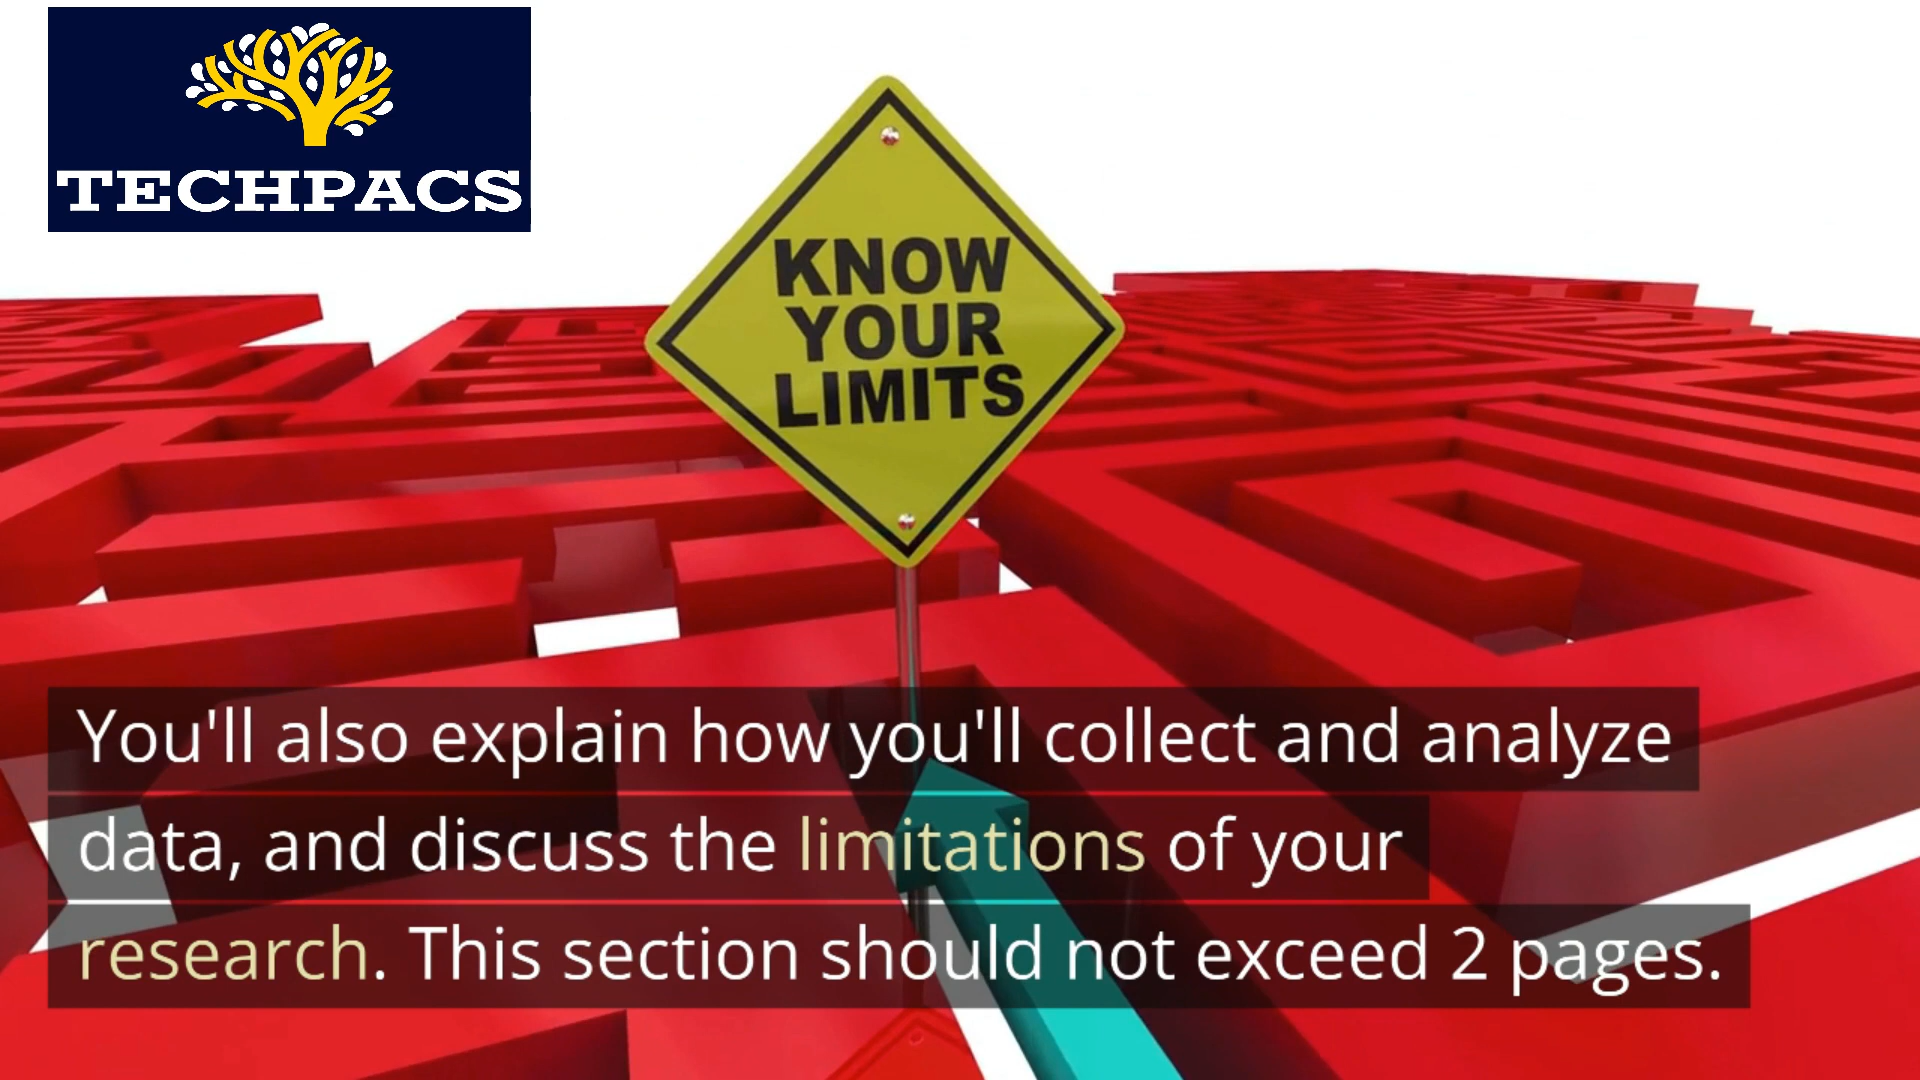 TECHPACS
KNOW
YOUR
LIMITS
You'll also explain how you'll collect and analyze
data, and discuss the limitations of your
research. This section should not exceed 2 pages.